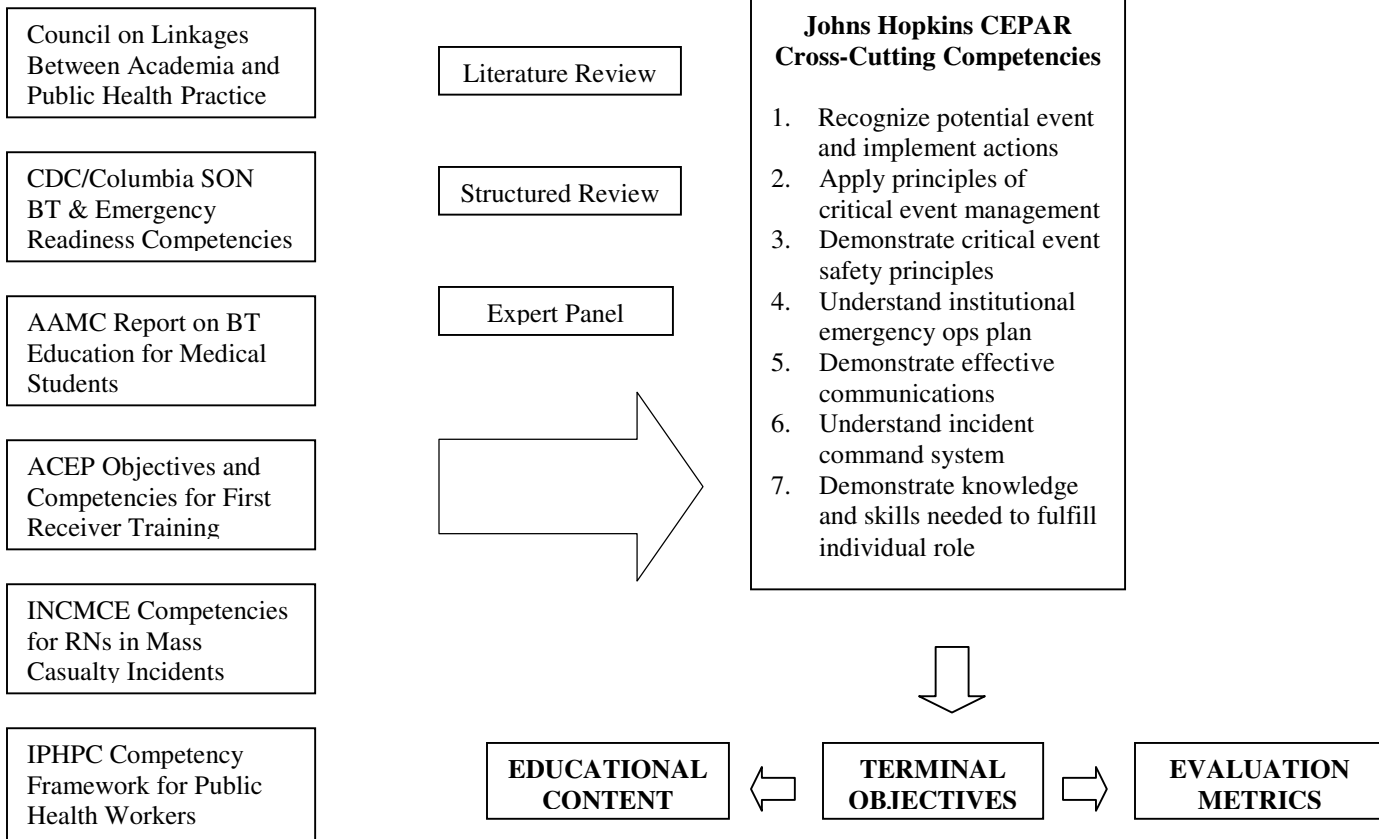 Council on Linkages
Between Academia and
Public Health Practice
CDC/Columbia SON
BT & Emergency
Readiness Competencies
AAMC Report on BT
Education for Medical
Students
ACEP Objectives and
Competencies for First
Receiver Training
INCMCE Competencies
for RNs in Mass
Casualty Incidents
IPHPC Competency
Framework for Public
Health Workers
Literature Review
Structured Review
Expert Panel
Johns Hopkins CEPAR
Cross-Cutting Competencies
1. Recognize potential event
and implement actions
2. Apply principles of
critical event management
3. Demonstrate critical event
safety principles
4. Understand institutional
emergency ops plan
5. Demonstrate effective
communications
6. Understand incident
command system
7. Demonstrate knowledge
and skills needed to fulfill
individual role
EDUCATIONAL
CONTENT
TERMINAL
OBJECTIVES
EVALUATION
METRICS